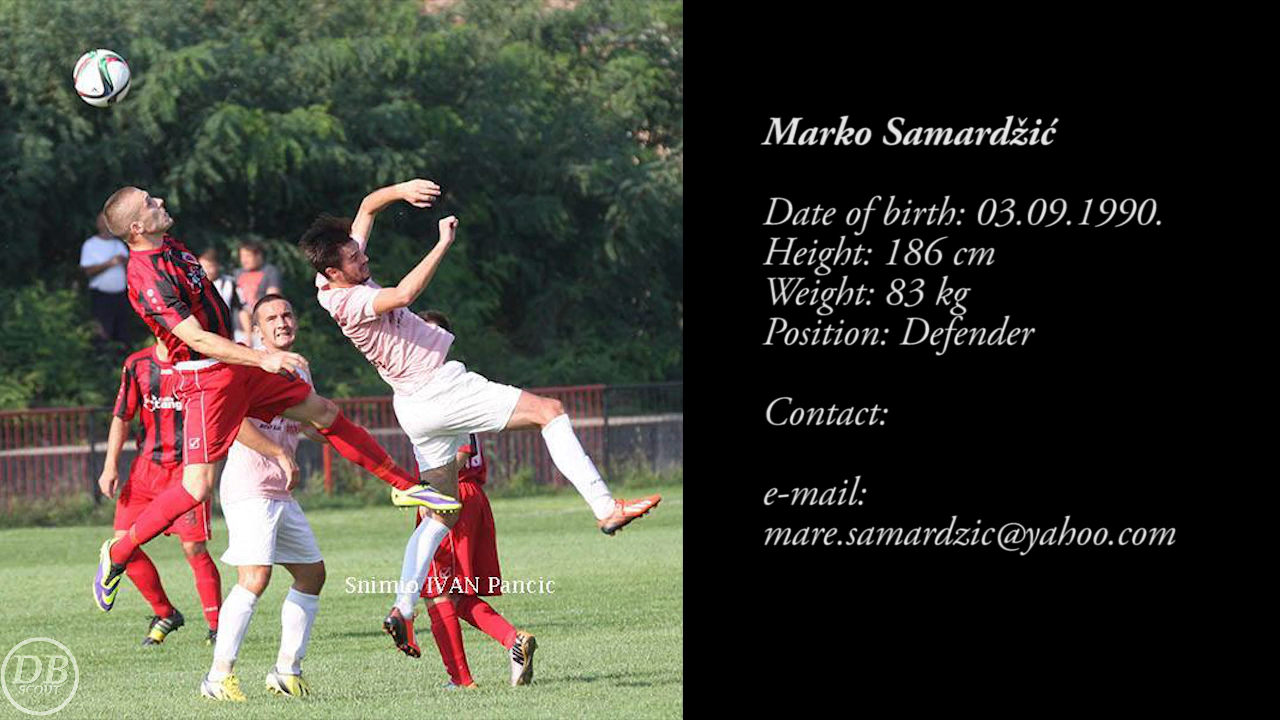 Marko Samardžić
Date of birth: 03.09.1990.
Height: 186 cm
Weight: 83 kg
Position: Defender
Contact:
e-mail:
mare.samardzic@yahoo.com
Snimio IVAN Pancic
DB
SCOUT